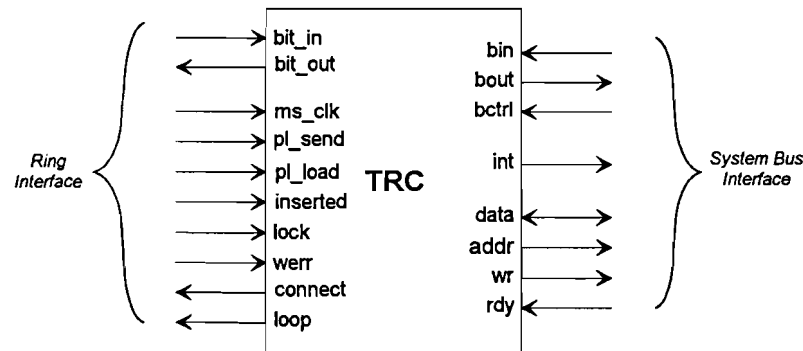 bit_in
bit_out
ms_clk
pl_send
pl_load
inserted
lock
werr
connect
loop
Ring
Interface
TRC
bin
bout
bctrl
int
data
addr
wr
rdy
System Bus
Interface